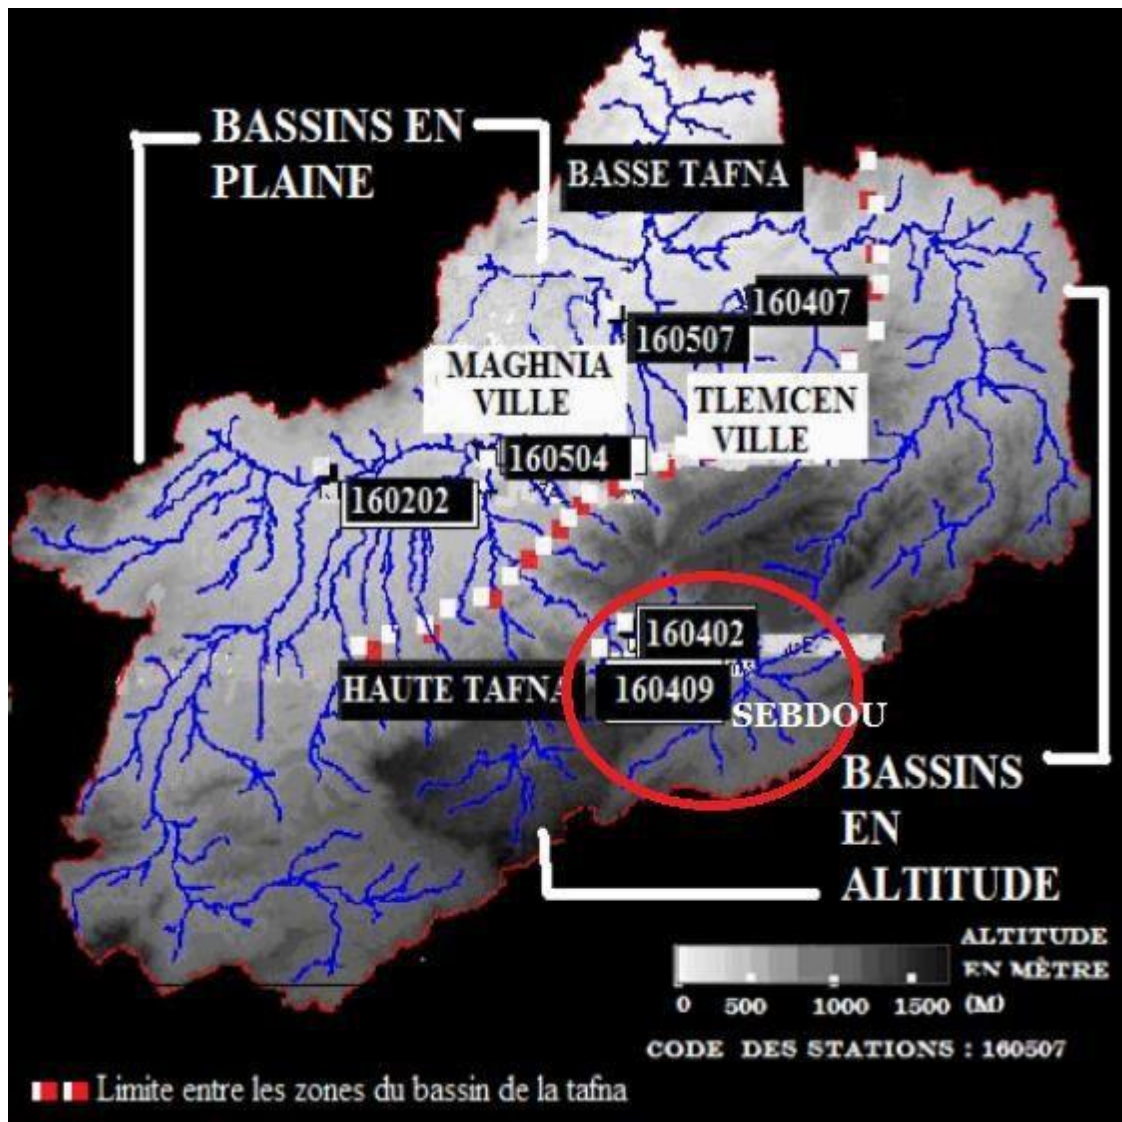 BASSINS EN
PLAINE
BASSE TAFNA
160407
160507
MAGHNIA
VILLE
TLEMCEN
VILLE
160504
160202
160402
HAUTE TAFNA
160409
SEBDOU
BASSINS
EN
ALTITUDE
ALTITUDE
EN MÈTRE
0 500 1000 1500 (M)
CODE DES STATIONS : 160507
Limite entre les zones du bassin de la tafna